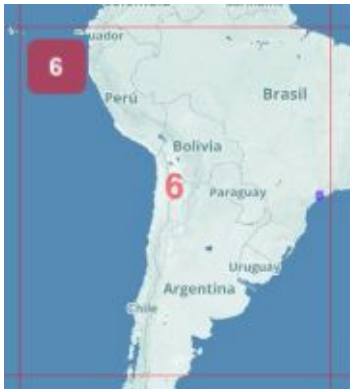 Ecuador
6
Perú
Brasil
Bolivia
6
Paraguay
Uruguay
Argentina
Chile